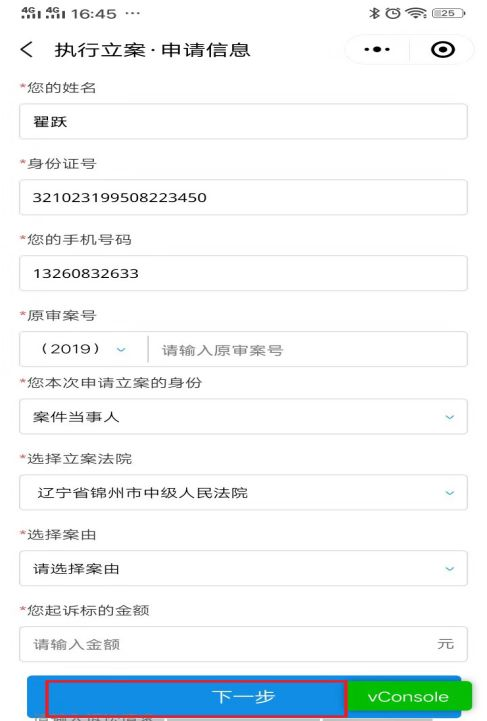 4G 4G 16:45 ··· 25
执行立案·申请信息
*您的姓名
翟跃
*身份证号
321023199508223450
*您的手机号码
13260832633
*原审案号
(2019) 请输入原审案号
*您本次申请立案的身份
案件当事人
*选择立案法院
辽宁省锦州市中级人民法院
*选择案由
请选择案由
*您起诉标的金额
请输入金额 元
下一步 vConsole